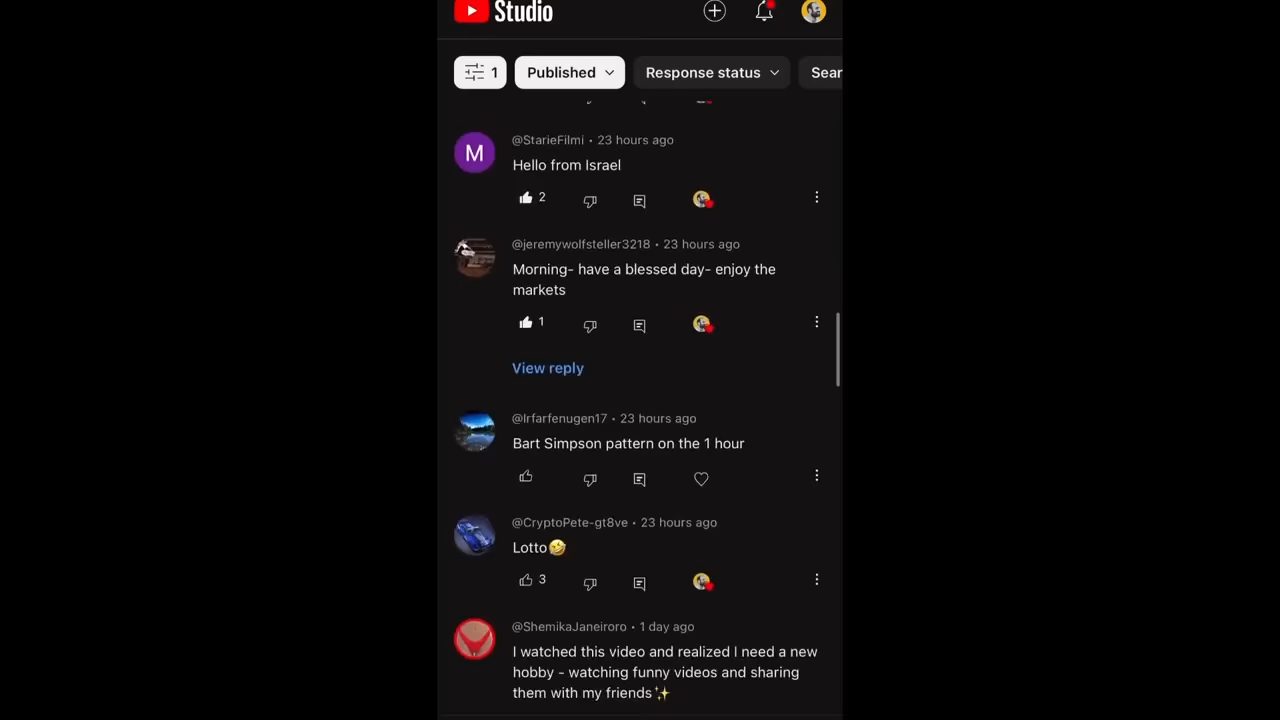 Studio
1 Published Response status Sear
M
@StarieFilmi • 23 hours ago
Hello from Israel
2
@jeremywolfsteller3218 • 23 hours ago
Morning- have a blessed day- enjoy the
markets
1
View reply
@lrfarfenugen17 • 23 hours ago
Bart Simpson pattern on the 1 hour
@CryptoPete-gt8ve • 23 hours ago
Lotto🤣
3
@ShemikaJaneiroro • 1 day ago
I watched this video and realized I need a new
hobby - watching funny videos and sharing
them with my friends✨